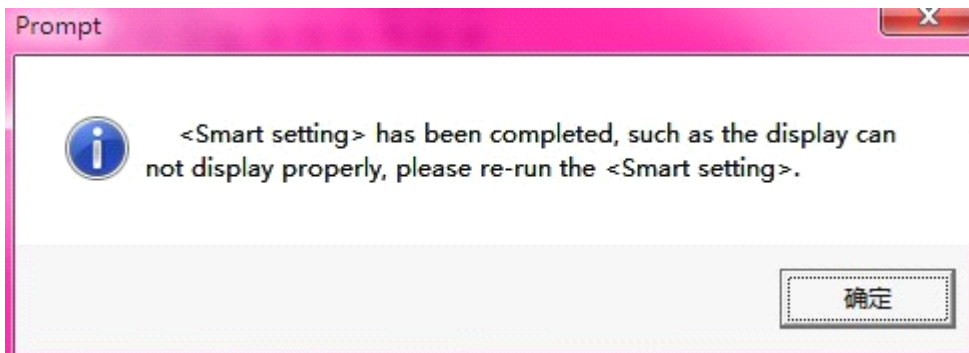 Prompt
<Smart setting> has been completed, such as the display can
not display properly, please re-run the <Smart setting>.
确定